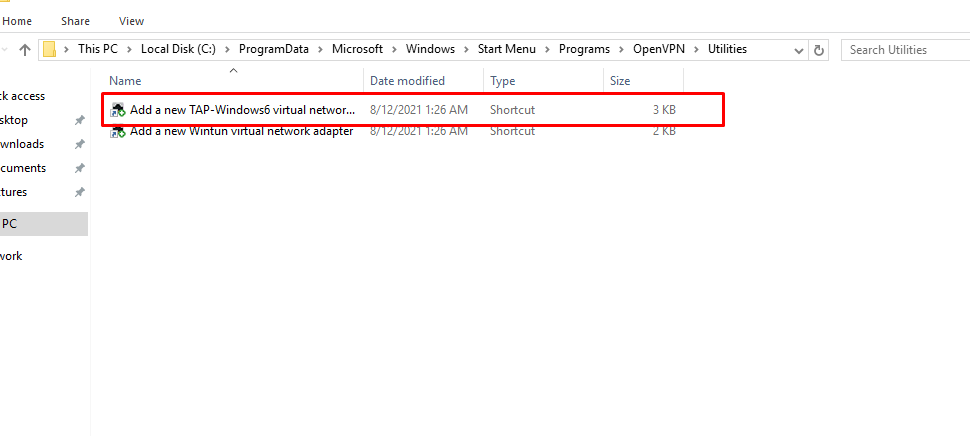 Home Share View
This PC > Local Disk (C:) > ProgramData > Microsoft > Windows > Start Menu > Programs > OpenVPN > Utilities Search Utilities
Name Date modified Type Size
ck access
Add a new TAP-Windows6 virtual networ... 8/12/2021 1:26 AM Shortcut 3 KB
sktop
Add a new Wintun virtual network adapter 8/12/2021 1:26 AM Shortcut 2 KB
wnloads
cuments
tures
PC
work